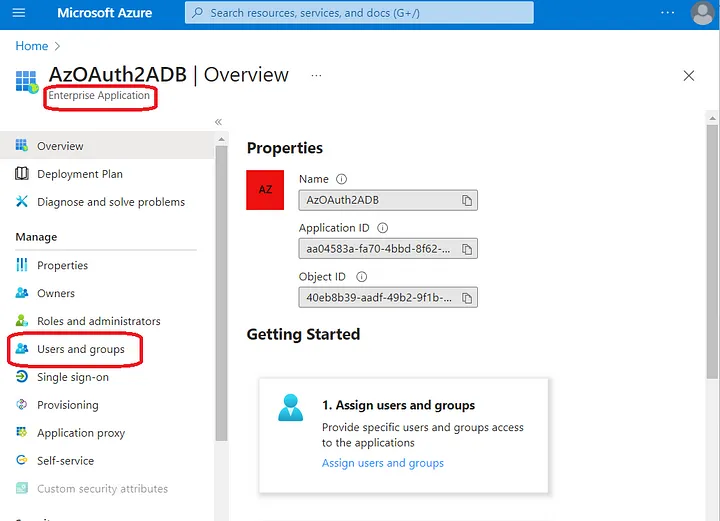 Microsoft Azure
Search resources, services, and docs (G+/)
Home
AzOAuth2ADB | Overview
Enterprise Application
Overview
Deployment Plan
Diagnose and solve problems
Manage
Properties
Owners
Roles and administrators
Users and groups
Single sign-on
Provisioning
Application proxy
Self-service
Custom security attributes
Properties
AZ
Name
AzOAuth2ADB
Application ID
aa04583a-fa70-4bbd-8f62-...
Object ID
40eb8b39-aadf-49b2-9f1b-...
Getting Started
1. Assign users and groups
Provide specific users and groups access
to the applications
Assign users and groups